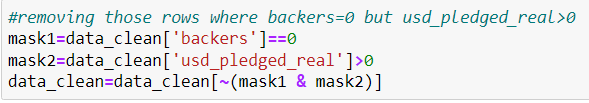 #removing those rows where backers=0 but usd_pledged_real>0
mask1=data_clean['backers']==0
mask2=data_clean['usd_pledged_real']>0
data_clean=data_clean[~(mask1 & mask2)]